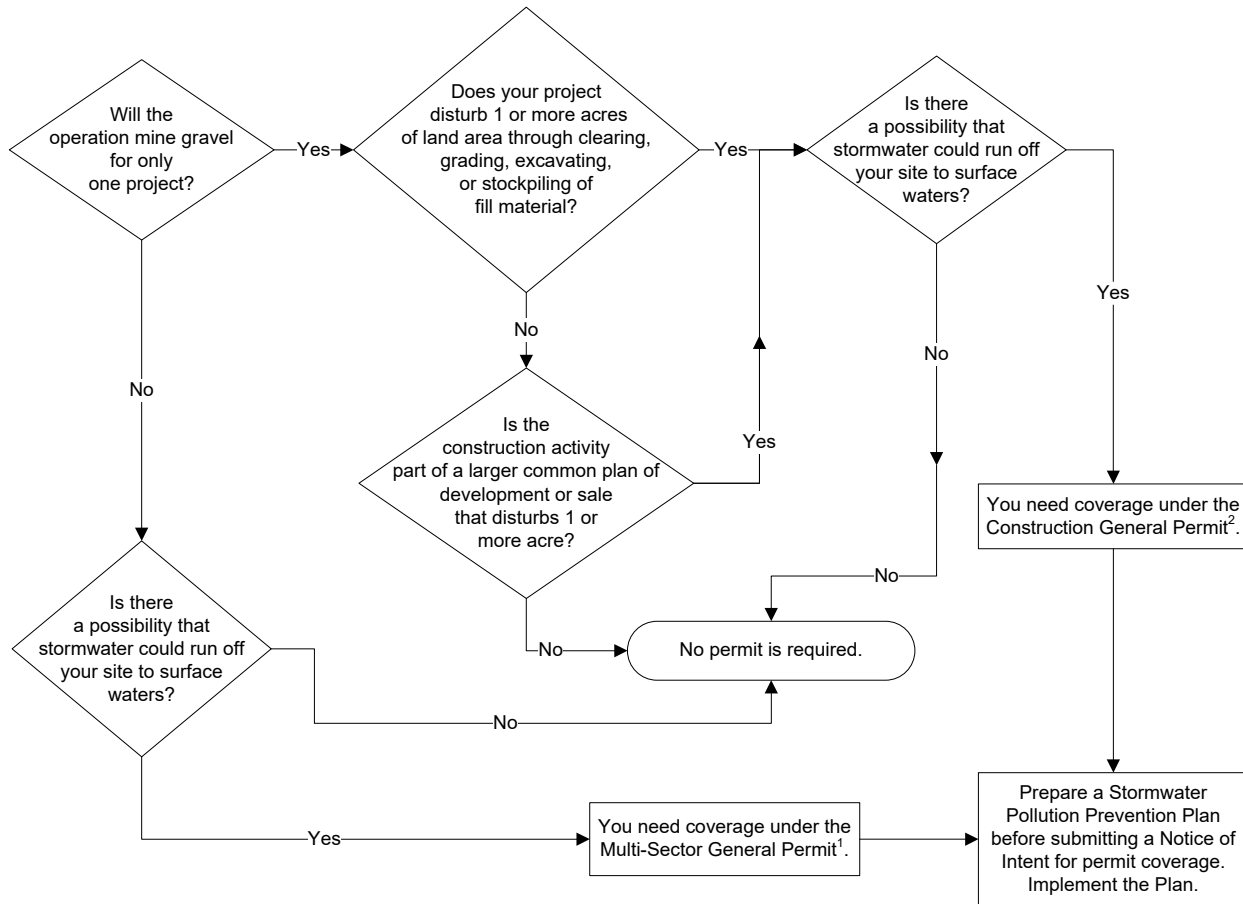 Will the
operation mine gravel
for only
one project?
Yes
Does your project
disturb 1 or more acres
of land area through clearing,
grading, excavating,
or stockpiling of
fill material?
Yes
Is there
a possibility that
stormwater could run off
your site to surface
waters?
Yes
No
No
No
Is the
construction activity
part of a larger common plan of
development or sale
that disturbs 1 or
more acre?
Yes
You need coverage under the
Construction General Permit².
No
Is there
a possibility that
stormwater could run off
your site to surface
waters?
No
No permit is required.
No
Yes
You need coverage under the
Multi-Sector General Permit¹.
Prepare a Stormwater
Pollution Prevention Plan
before submitting a Notice of
Intent for permit coverage.
Implement the Plan.